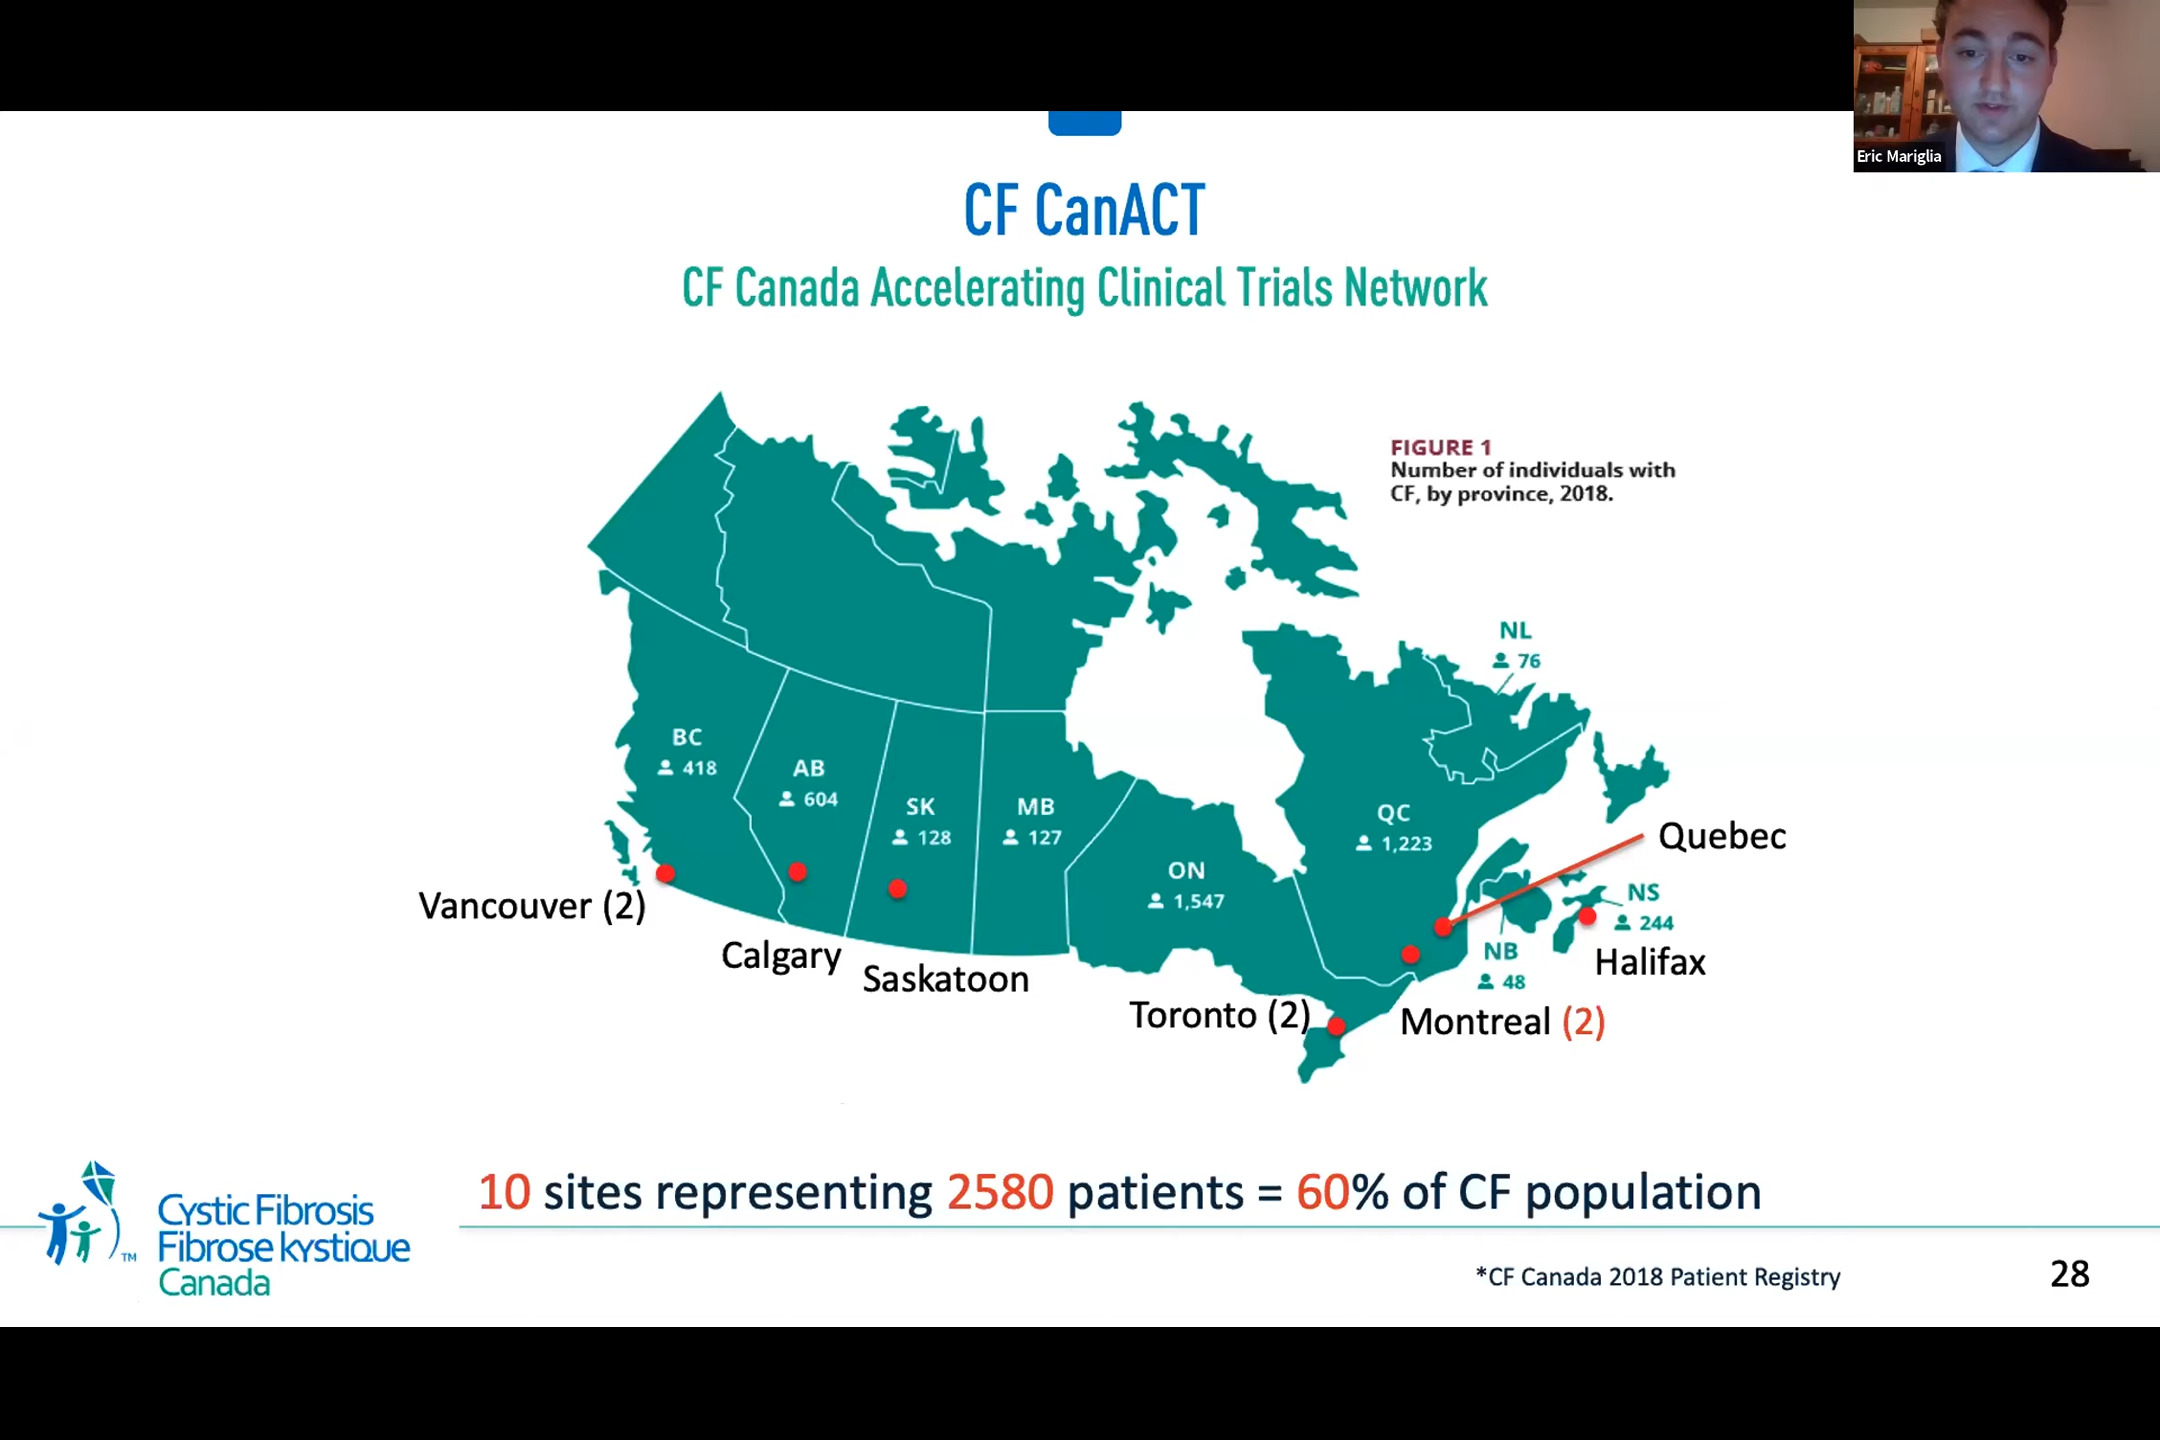 Eric Mariglia
CF CanACT
CF Canada Accelerating Clinical Trials Network
FIGURE 1
Number of individuals with
CF, by province, 2018.
NL
76
BC
418
AB
604
SK
128
MB
127
ON
1,547
QC
1,223
Quebec
NS
244
Halifax
NB
48
Vancouver (2)
Calgary
Saskatoon
Toronto (2)
Montreal (2)
10 sites representing 2580 patients = 60% of CF population
Cystic Fibrosis
Fibrose kystique
Canada
TM
*CF Canada 2018 Patient Registry
28